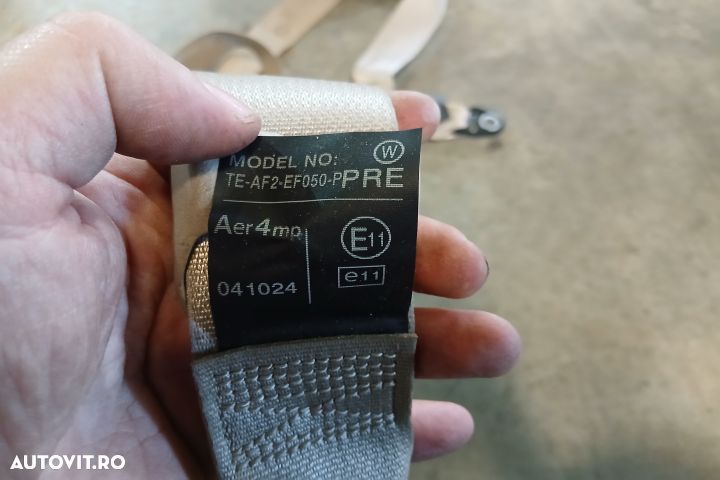 MODEL NO: W
TE-AF2-EF050-PPRE
Aer4mp E11
041024 e11
AUTOVIT.RO